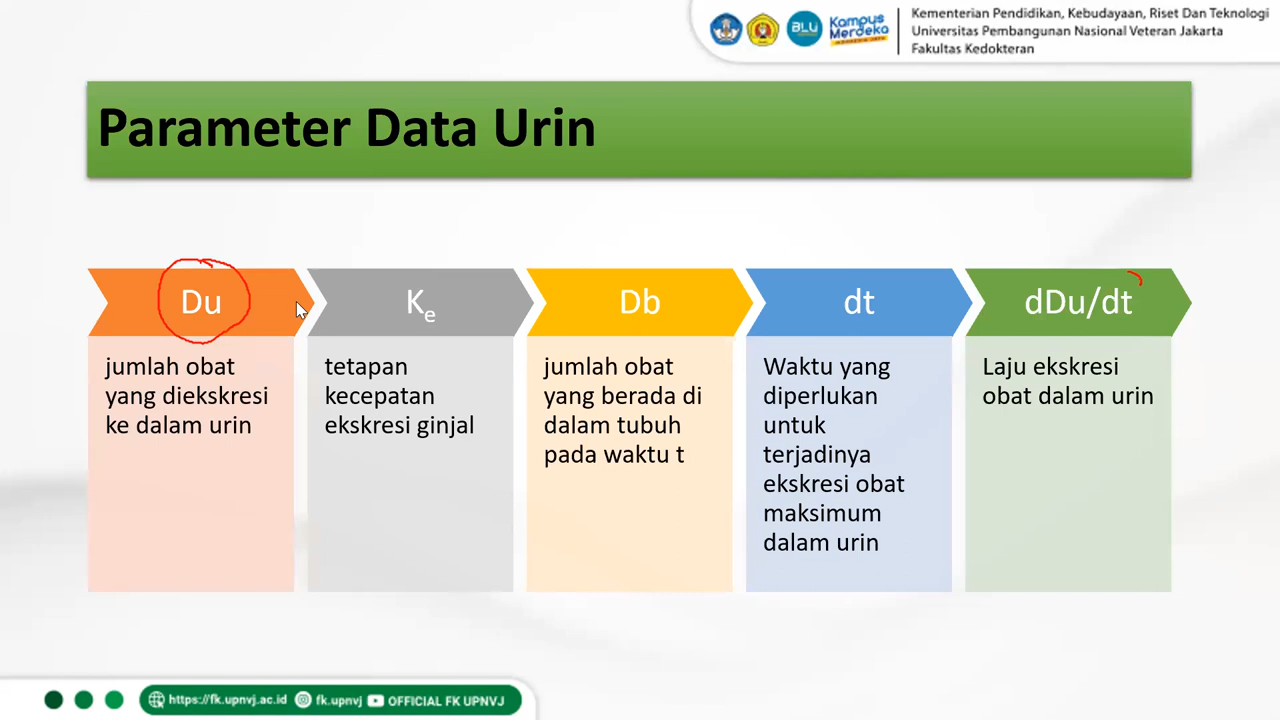 BLU
Kampus
Merdeka
Kementerian Pendidikan, Kebudayaan, Riset Dan Teknologi
Universitas Pembangunan Nasional Veteran Jakarta
Fakultas Kedokteran
Parameter Data Urin
Du
jumlah obat
yang diekskresi
ke dalam urin
Ke
tetapan
kecepatan
ekskresi ginjal
Db
jumlah obat
yang berada di
dalam tubuh
pada waktu t
dt
Waktu yang
diperlukan
untuk
terjadinya
ekskresi obat
maksimum
dalam urin
dDu/dt
Laju ekskresi
obat dalam urin
https://fk.upnvj.ac.id
fk.upnvj
OFFICIAL FK UPNVJ